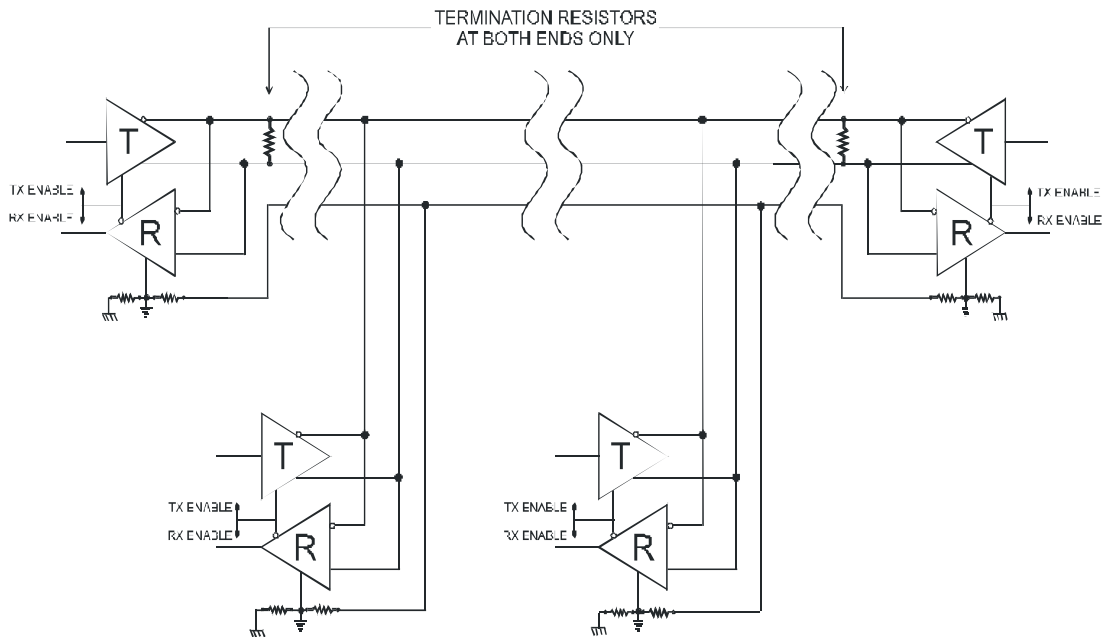 TERMINATION RESISTORS
AT BOTH ENDS ONLY
T
T
TX ENABLE
RX ENABLE
R
TX ENABLE
RX ENABLE
R
T
T
TX ENABLE
RX ENABLE
R
TX ENABLE
RX ENABLE
R